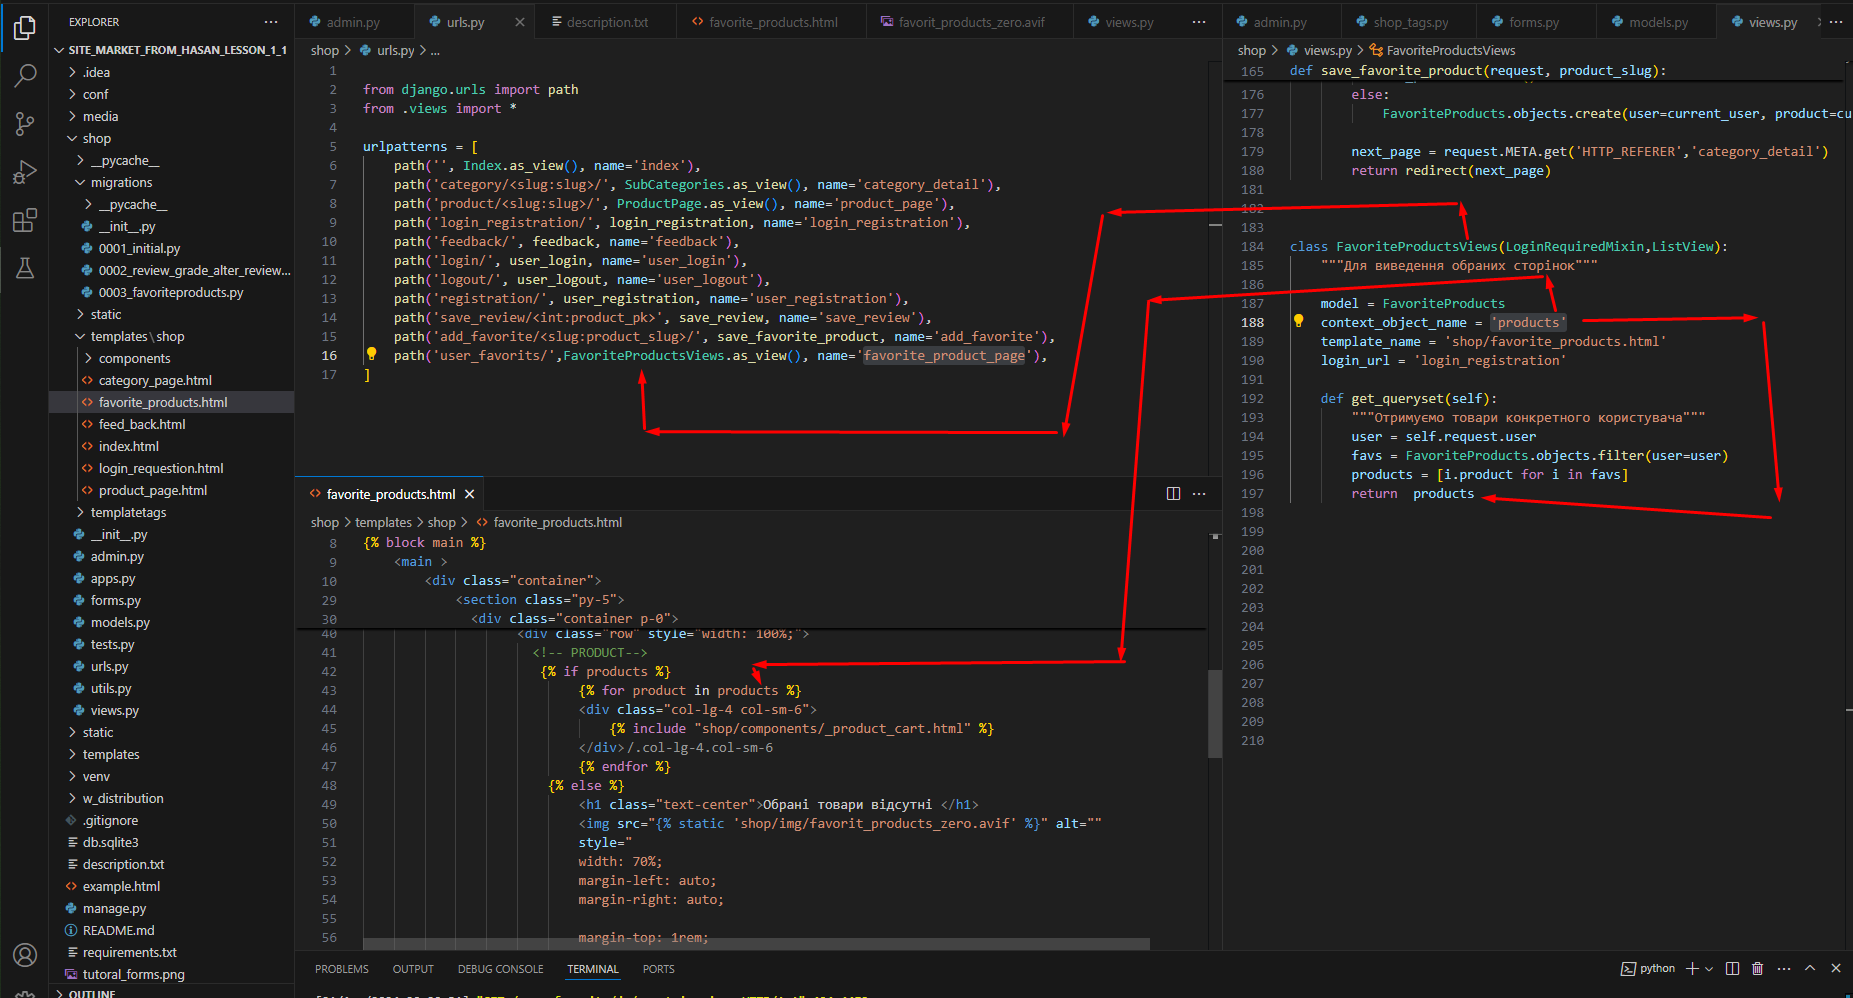 EXPLORER
SITE_MARKET_FROM_HASAN_LESSON_1_1
.idea
conf
media
shop
__pycache__
migrations
__pycache__
__init__.py
0001_initial.py
0002_review_grade_alter_review...
0003_favoriteproducts.py
static
templates\shop
components
category_page.html
favorite_products.html
feed_back.html
index.html
login_requestion.html
product_page.html
templatetags
__init__.py
admin.py
apps.py
forms.py
models.py
tests.py
urls.py
utils.py
views.py
static
templates
venv
w_distribution
.gitignore
db.sqlite3
description.txt
example.html
manage.py
README.md
requirements.txt
tutoral_forms.png
OUTLINE
admin.py urls.py description.txt favorite_products.html favorit_products_zero.avif views.py
shop > urls.py > ...
1
2 from django.urls import path
3 from .views import *
4
5 urlpatterns = [
6 path('', Index.as_view(), name='index'),
7 path('category/<slug:slug>/', SubCategories.as_view(), name='category_detail'),
8 path('product/<slug:slug>/', ProductPage.as_view(), name='product_page'),
9 path('login_registration/', login_registration, name='login_registration'),
10 path('feedback/', feedback, name='feedback'),
11 path('login/', user_login, name='user_login'),
12 path('logout/', user_logout, name='user_logout'),
13 path('registration/', user_registration, name='user_registration'),
14 path('save_review/<int:product_pk>', save_review, name='save_review'),
15 path('add_favorite/<slug:product_slug>/', save_favorite_product, name='add_favorite'),
16 path('user_favorits/',FavoriteProductsViews.as_view(), name='favorite_product_page'),
17 ]
favorite_products.html
shop > templates > shop > favorite_products.html
8 {% block main %}
9 <main >
10 <div class="container">
29 <section class="py-5">
30 <div class="container p-0">
40 <div class="row" style="width: 100%;">
41 <!-- PRODUCT-->
42 {% if products %}
43 {% for product in products %}
44 <div class="col-lg-4 col-sm-6">
45 {% include "shop/components/_product_cart.html" %}
46 </div>/.col-lg-4.col-sm-6
47 {% endfor %}
48 {% else %}
49 <h1 class="text-center">Обрані товари відсутні </h1>
50 <img src="{% static 'shop/img/favorit_products_zero.avif' %}" alt=""
51 style="
52 width: 70%;
53 margin-left: auto;
54 margin-right: auto;
55
56 margin-top: 1rem;
admin.py shop_tags.py forms.py models.py views.py
shop > views.py > FavoriteProductsViews
165 def save_favorite_product(request, product_slug):
176 else:
177 FavoriteProducts.objects.create(user=current_user, product=cu
178
179 next_page = request.META.get('HTTP_REFERER','category_detail')
180 return redirect(next_page)
181
182
183
184 class FavoriteProductsViews(LoginRequiredMixin,ListView):
185 """Для виведення обраних сторінок"""
186
187 model = FavoriteProducts
188 context_object_name = 'products'
189 template_name = 'shop/favorite_products.html'
190 login_url = 'login_registration'
191
192 def get_queryset(self):
193 """Отримуємо товари конкретного користувача"""
194 user = self.request.user
195 favs = FavoriteProducts.objects.filter(user=user)
196 products = [i.product for i in favs]
197 return products
198
199
200
201
202
203
204
205
206
207
208
209
210
PROBLEMS OUTPUT DEBUG CONSOLE TERMINAL PORTS
python